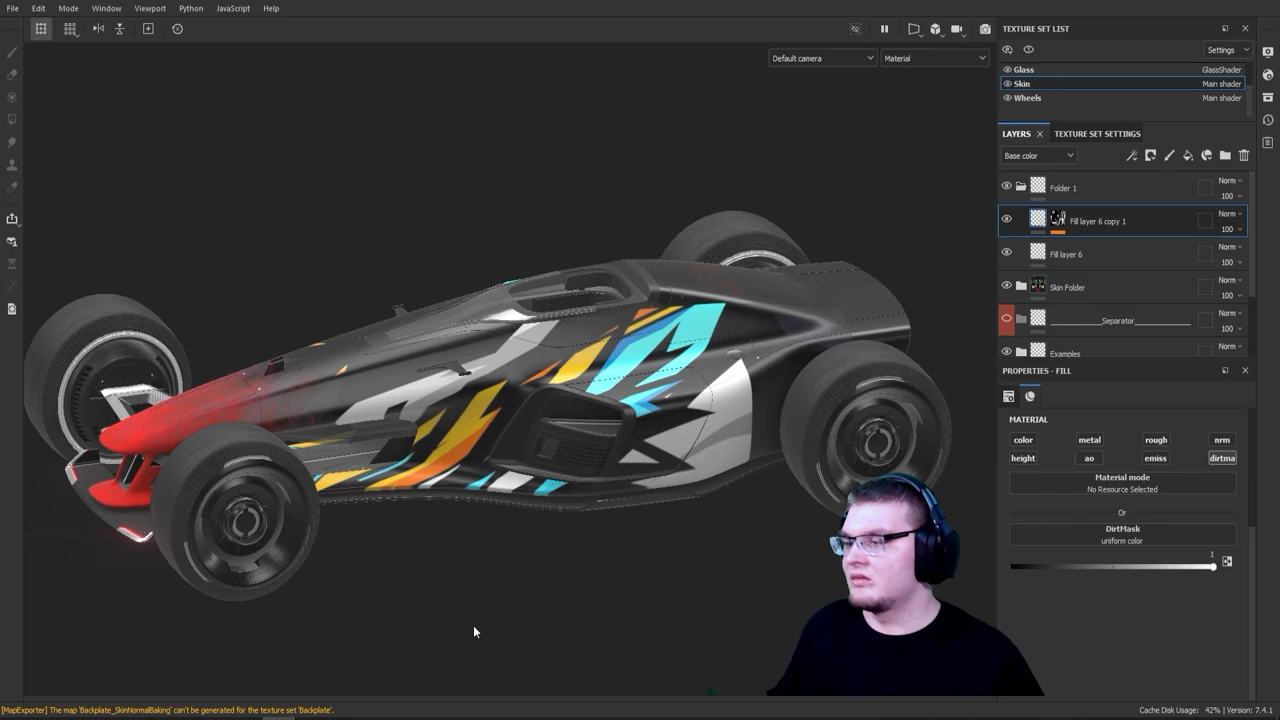 File Edit Mode Window Viewport Python JavaScript Help
Default camera Material
TEXTURE SET LIST
Settings
Glass GlassShader
Skin Main shader
Wheels Main shader
LAYERS TEXTURE SET SETTINGS
Base color
Folder 1 Norm 100
Fill layer 6 copy 1 Norm 100
Fill layer 6 Norm 100
Skin Folder Norm 100
Separator Norm 100
Examples Norm
PROPERTIES - FILL
MATERIAL
color metal rough nrm
height ao emiss dirtma
Material mode
No Resource Selected
Or
DirtMask
uniform color
1
[MapExporter] The map 'Backplate_SkinNormalBaking' can't be generated for the texture set 'Backplate'.
Cache Disk Usage: 42% | Version: 7.4.1